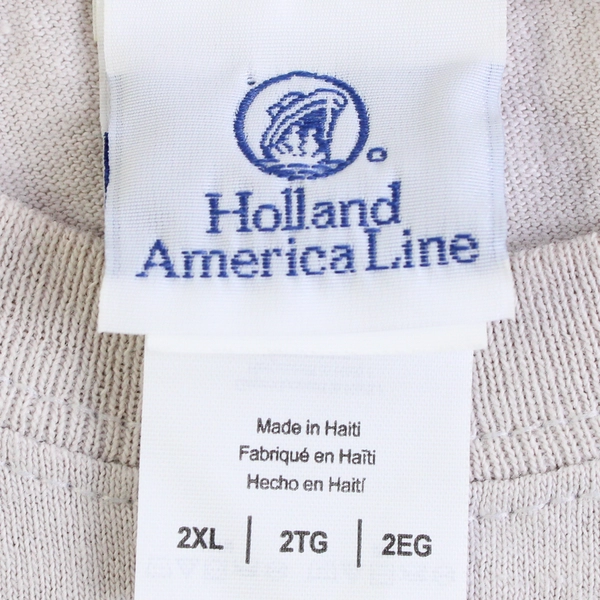 Holland
America Line
Made in Haiti
Fabriqué en Haïti
Hecho en Haití
2XL | 2TG | 2EG